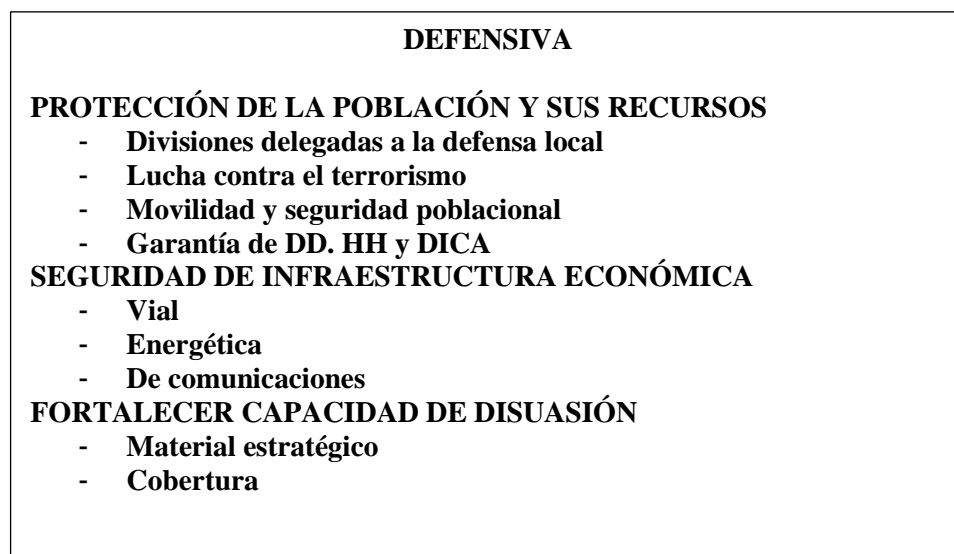 DEFENSIVA
PROTECCIÓN DE LA POBLACIÓN Y SUS RECURSOS
- Divisiones delegadas a la defensa local
- Lucha contra el terrorismo
- Movilidad y seguridad poblacional
- Garantía de DD. HH y DICA
SEGURIDAD DE INFRAESTRUCTURA ECONÓMICA
- Vial
- Energética
- De comunicaciones
FORTALECER CAPACIDAD DE DISUASIÓN
- Material estratégico
- Cobertura